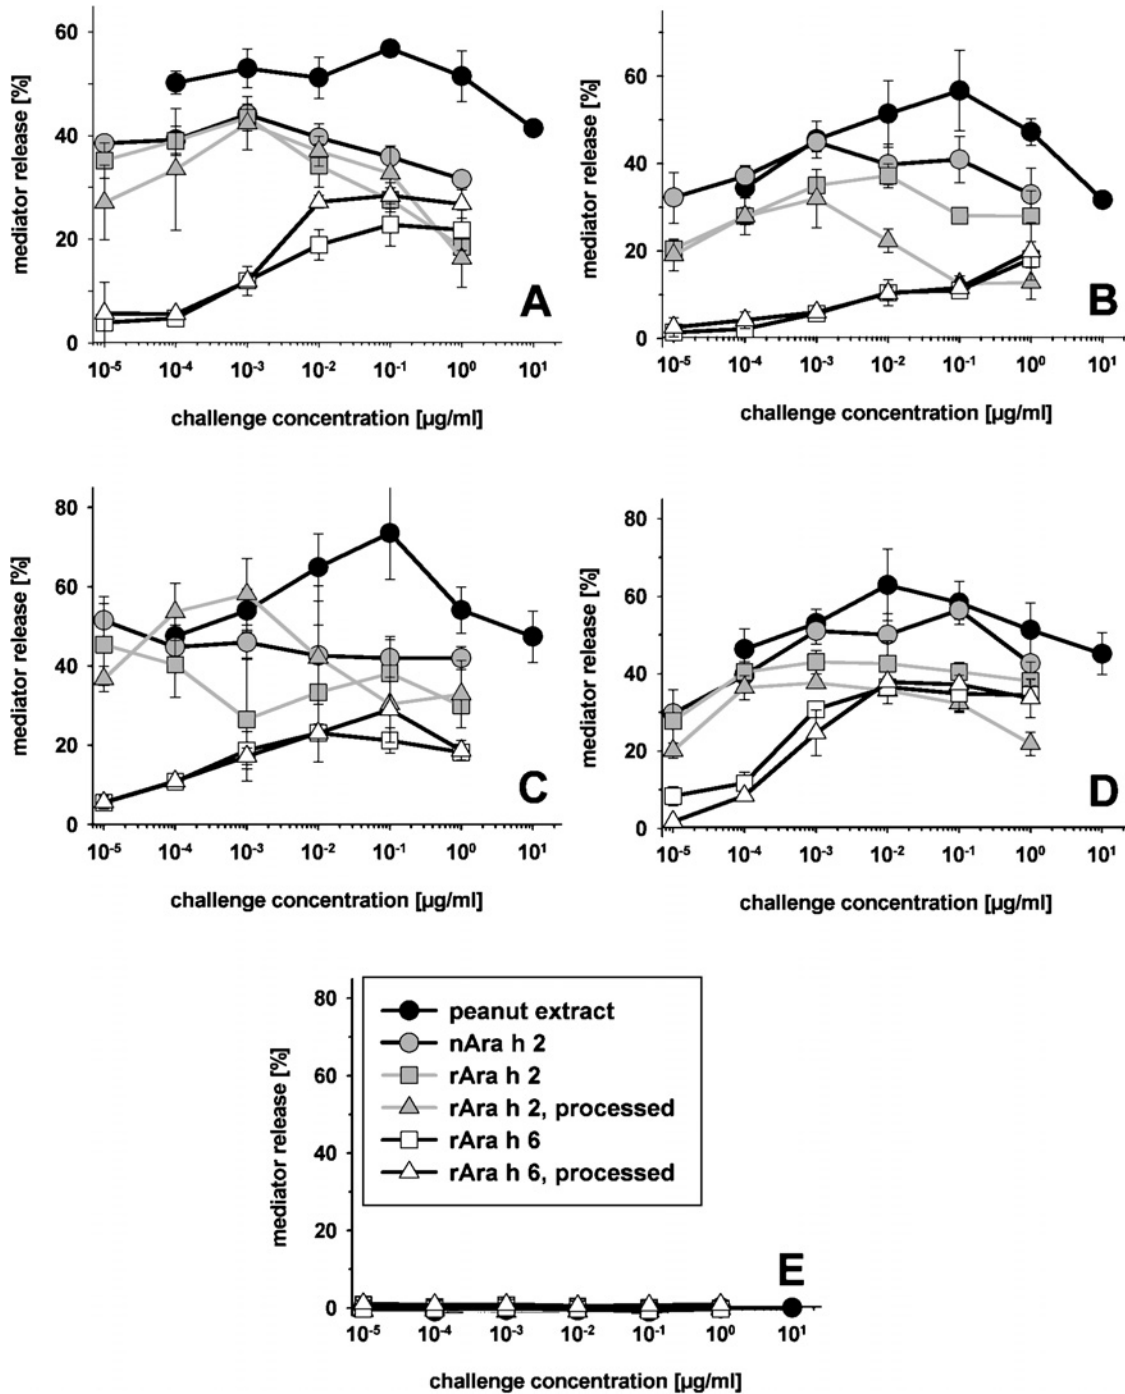 60
40
20
0
mediator release [%]
10⁻⁵ 10⁻⁴ 10⁻³ 10⁻² 10⁻¹ 10⁰ 10¹
challenge concentration [µg/ml]
A
60
40
20
0
mediator release [%]
10⁻⁵ 10⁻⁴ 10⁻³ 10⁻² 10⁻¹ 10⁰ 10¹
challenge concentration [µg/ml]
B
80
60
40
20
0
mediator release [%]
10⁻⁵ 10⁻⁴ 10⁻³ 10⁻² 10⁻¹ 10⁰ 10¹
challenge concentration [µg/ml]
C
80
60
40
20
0
mediator release [%]
10⁻⁵ 10⁻⁴ 10⁻³ 10⁻² 10⁻¹ 10⁰ 10¹
challenge concentration [µg/ml]
D
80
60
40
20
0
mediator release [%]
peanut extract
nAra h 2
rAra h 2
rAra h 2, processed
rAra h 6
rAra h 6, processed
E
10⁻⁵ 10⁻⁴ 10⁻³ 10⁻² 10⁻¹ 10⁰ 10¹
challenge concentration [µg/ml]